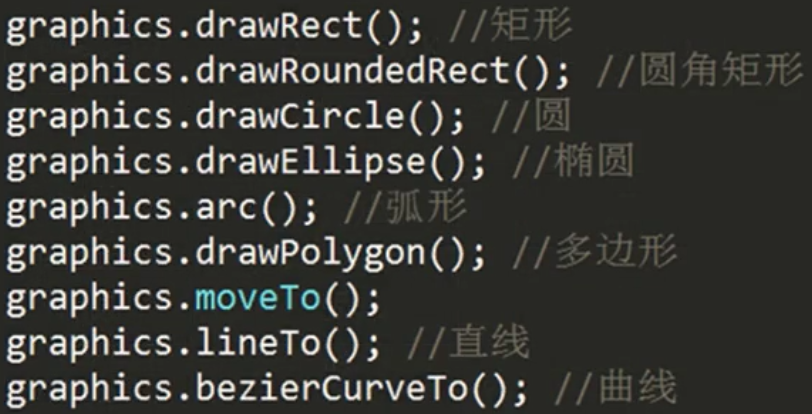 graphics.drawRect(); //矩形
graphics.drawRoundedRect(); //圆角矩形
graphics.drawCircle(); //圆
graphics.drawEllipse(); //椭圆
graphics.arc(); //弧形
graphics.drawPolygon(); //多边形
graphics.moveTo();
graphics.lineTo(); //直线
graphics.bezierCurveTo(); //曲线